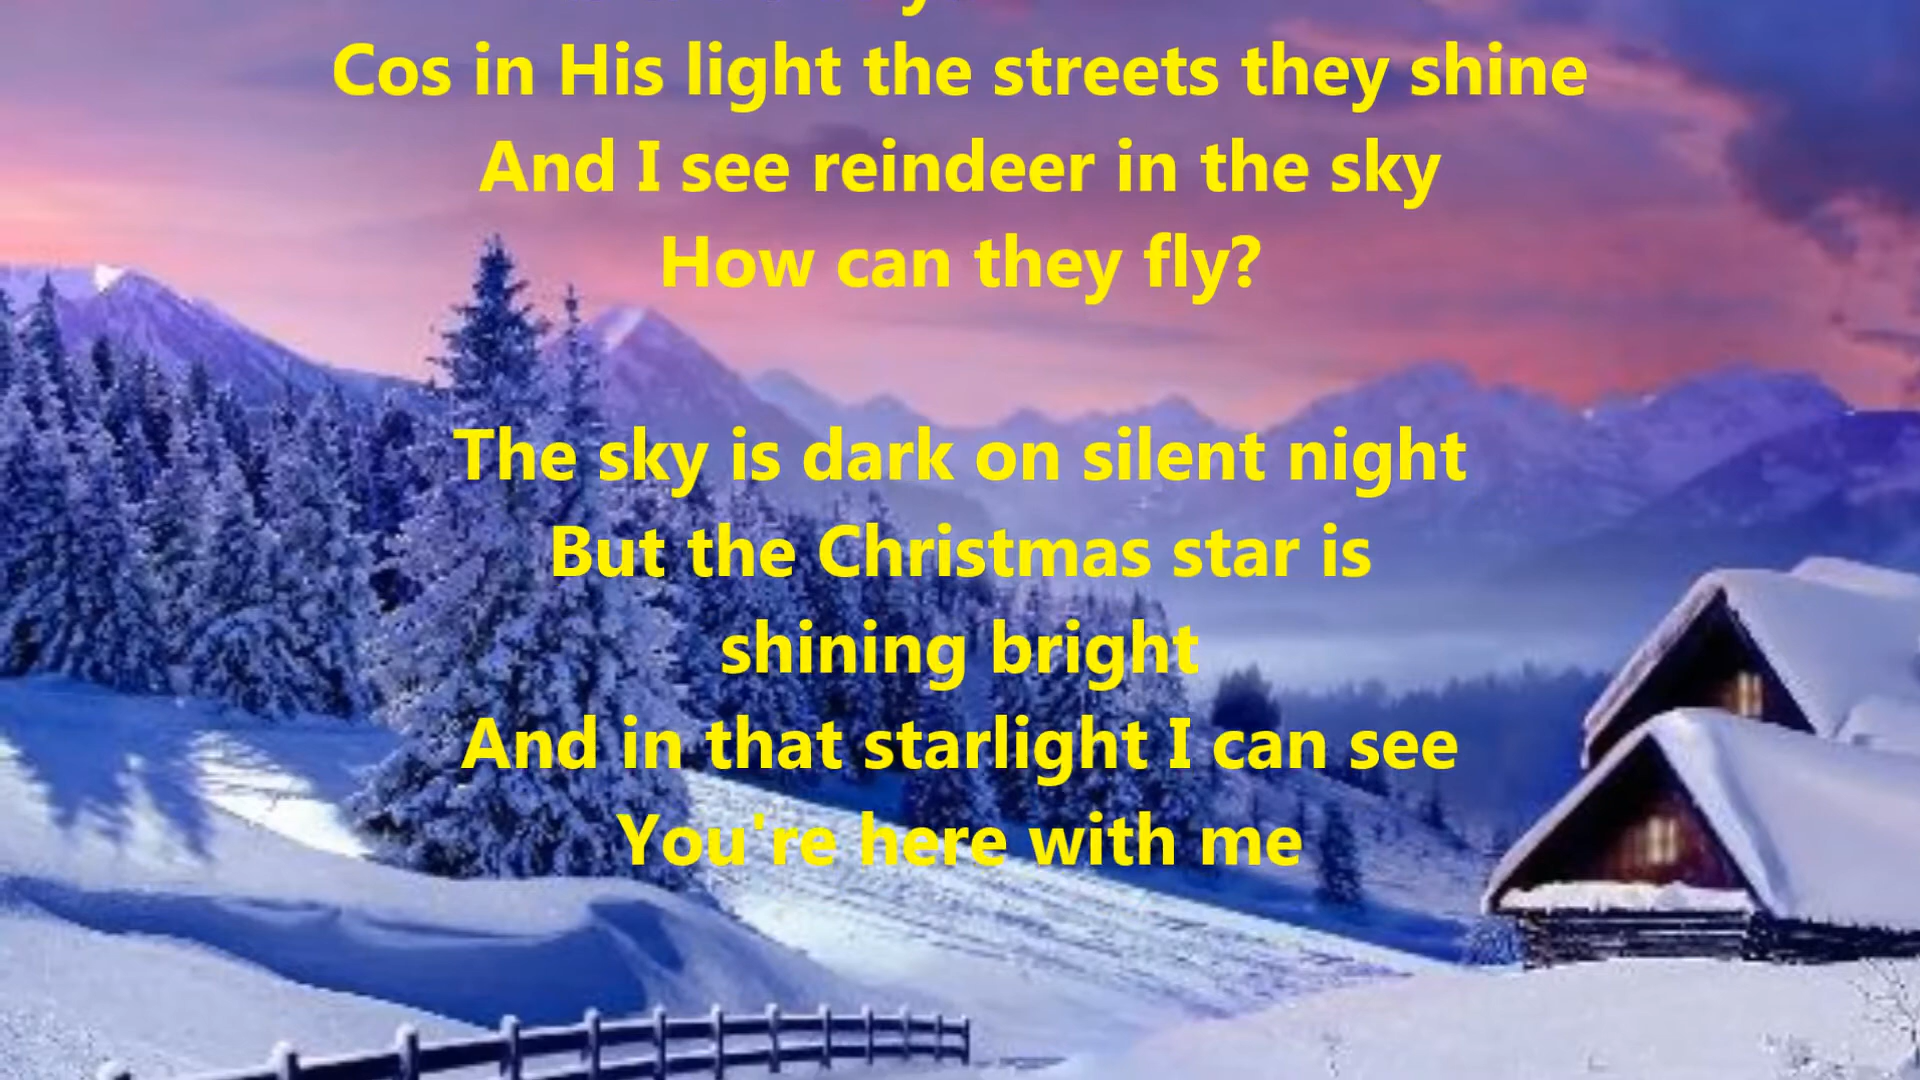 Cos in His light the streets they shine
And I see reindeer in the sky
How can they fly?
The sky is dark on silent night
But the Christmas star is
shining bright
And in that starlight I can see
You're here with me